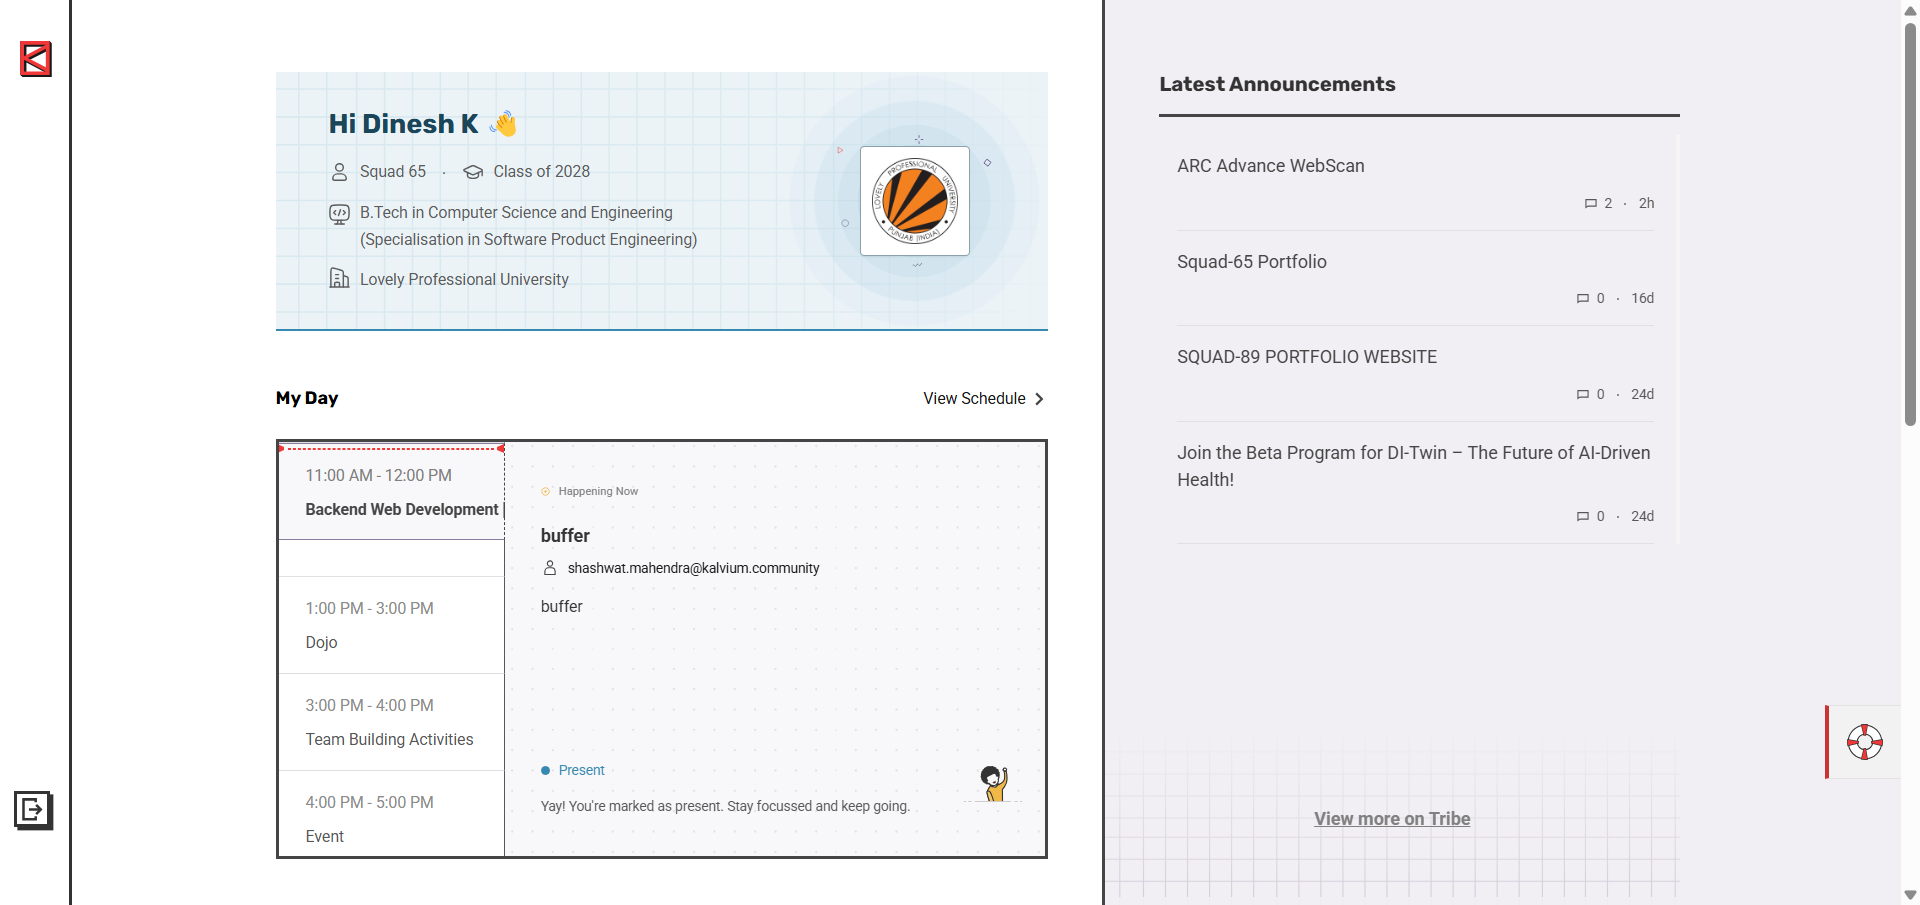 Hi Dinesh K
Squad 65 · Class of 2028
B.Tech in Computer Science and Engineering
(Specialisation in Software Product Engineering)
Lovely Professional University
LOVELY PROFESSIONAL UNIVERSITY
PUNJAB (INDIA)
My Day
View Schedule
11:00 AM - 12:00 PM
Backend Web Development
1:00 PM - 3:00 PM
Dojo
3:00 PM - 4:00 PM
Team Building Activities
4:00 PM - 5:00 PM
Event
Happening Now
buffer
shashwat.mahendra@kalvium.community
buffer
Present
Yay! You're marked as present. Stay focussed and keep going.
Latest Announcements
ARC Advance WebScan
2 · 2h
Squad-65 Portfolio
0 · 16d
SQUAD-89 PORTFOLIO WEBSITE
0 · 24d
Join the Beta Program for DI-Twin – The Future of AI-Driven
Health!
0 · 24d
View more on Tribe